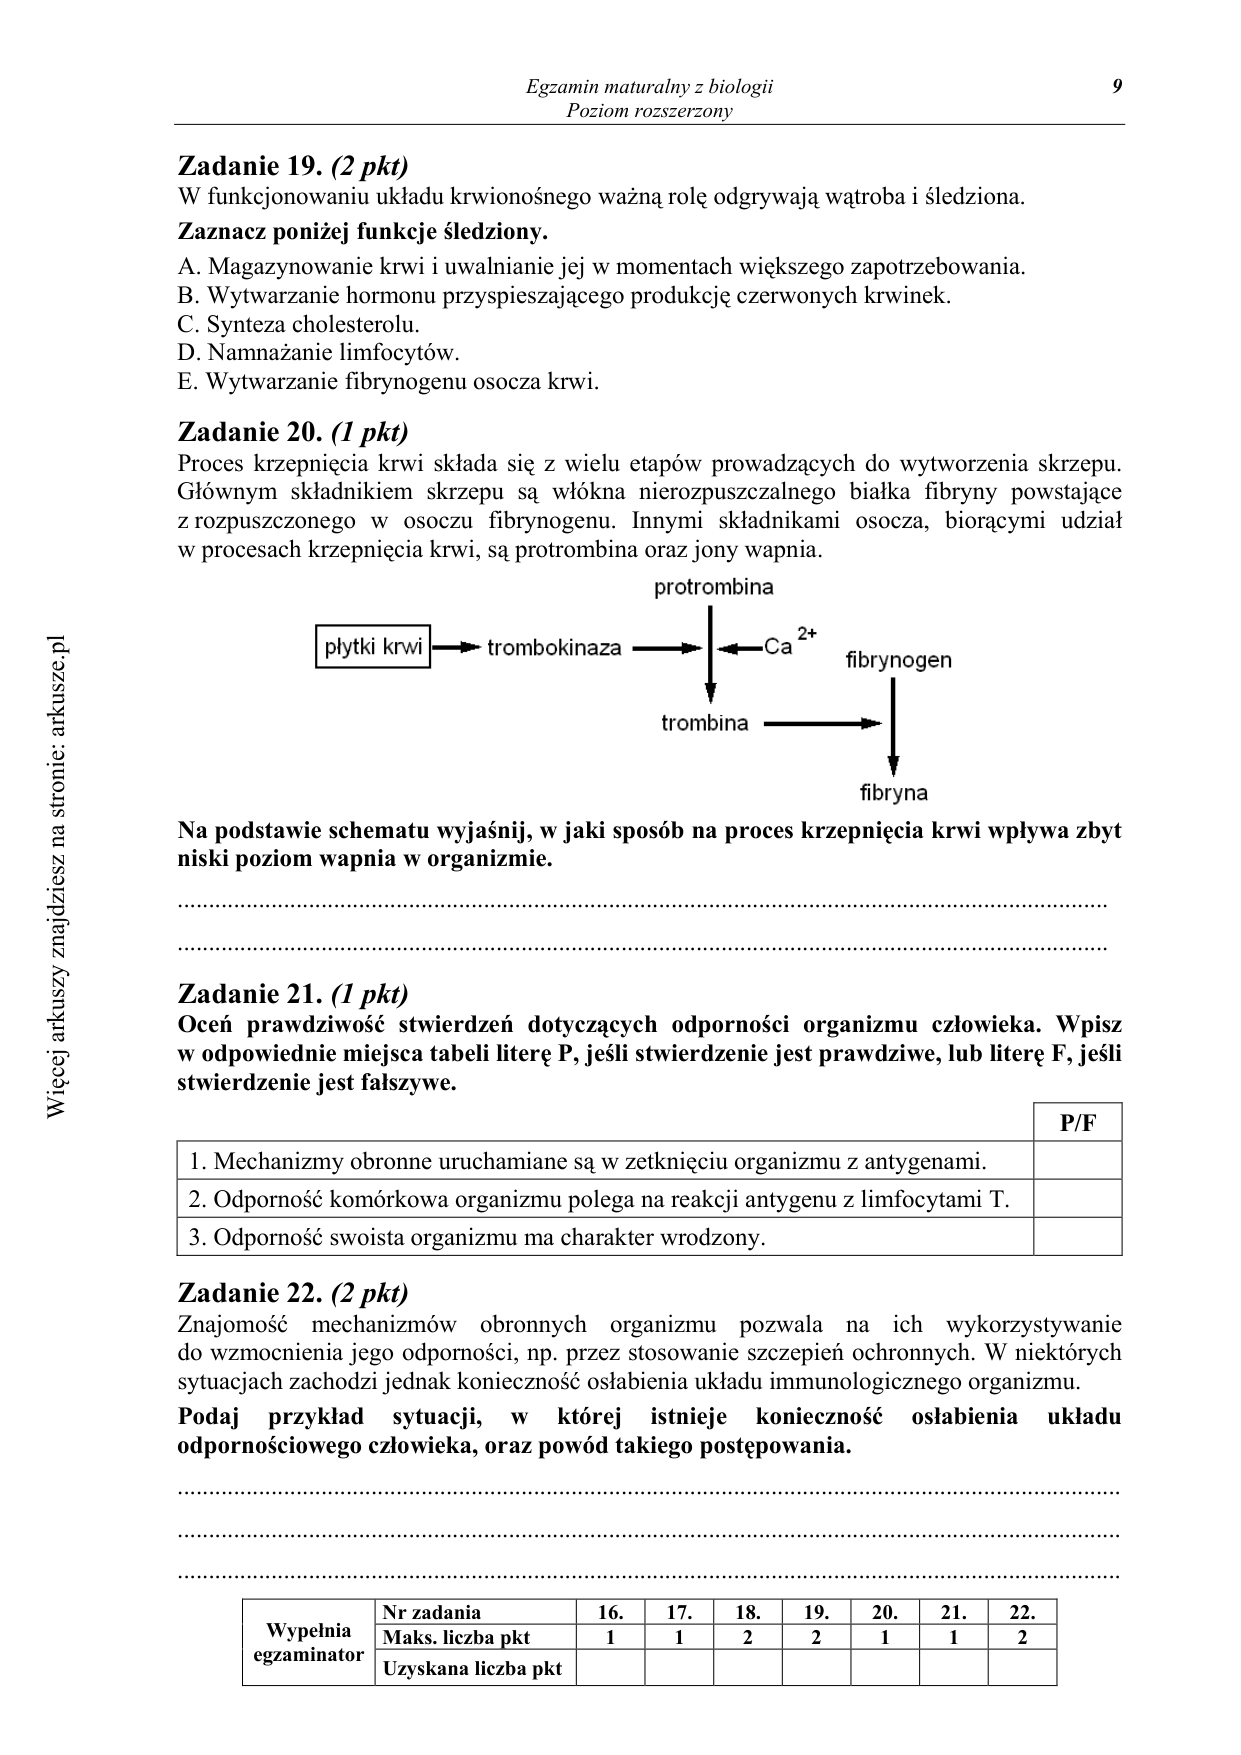 Egzamin maturalny z biologii
Poziom rozszerzony
9
Zadanie 19. (2 pkt)
W funkcjonowaniu układu krwionośnego ważną rolę odgrywają wątroba i śledziona.
Zaznacz poniżej funkcje śledziony.
A. Magazynowanie krwi i uwalnianie jej w momentach większego zapotrzebowania.
B. Wytwarzanie hormonu przyspieszającego produkcję czerwonych krwinek.
C. Synteza cholesterolu.
D. Namnażanie limfocytów.
E. Wytwarzanie fibrynogenu osocza krwi.
Zadanie 20. (1 pkt)
Proces krzepnięcia krwi składa się z wielu etapów prowadzących do wytworzenia skrzepu.
Głównym składnikiem skrzepu są włókna nierozpuszczalnego białka fibryny powstające
z rozpuszczonego w osoczu fibrynogenu. Innymi składnikami osocza, biorącymi udział
w procesach krzepnięcia krwi, są protrombina oraz jony wapnia.
protrombina
płytki krwi trombokinaza Ca 2+
fibrynogen
trombina
fibryna
Na podstawie schematu wyjaśnij, w jaki sposób na proces krzepnięcia krwi wpływa zbyt
niski poziom wapnia w organizmie.
Zadanie 21. (1 pkt)
Oceń prawdziwość stwierdzeń dotyczących odporności organizmu człowieka. Wpisz
w odpowiednie miejsca tabeli literę P, jeśli stwierdzenie jest prawdziwe, lub literę F, jeśli
stwierdzenie jest fałszywe.
P/F
1. Mechanizmy obronne uruchamiane są w zetknięciu organizmu z antygenami.
2. Odporność komórkowa organizmu polega na reakcji antygenu z limfocytami T.
3. Odporność swoista organizmu ma charakter wrodzony.
Zadanie 22. (2 pkt)
Znajomość mechanizmów obronnych organizmu pozwala na ich wykorzystywanie
do wzmocnienia jego odporności, np. przez stosowanie szczepień ochronnych. W niektórych
sytuacjach zachodzi jednak konieczność osłabienia układu immunologicznego organizmu.
Podaj przykład sytuacji, w której istnieje konieczność osłabienia układu
odpornościowego człowieka, oraz powód takiego postępowania.
Wypełnia egzaminator
Nr zadania 16. 17. 18. 19. 20. 21. 22.
Maks. liczba pkt 1 1 2 2 1 1 2
Uzyskana liczba pkt
Więcej arkuszy znajdziesz na stronie: arkusze.pl